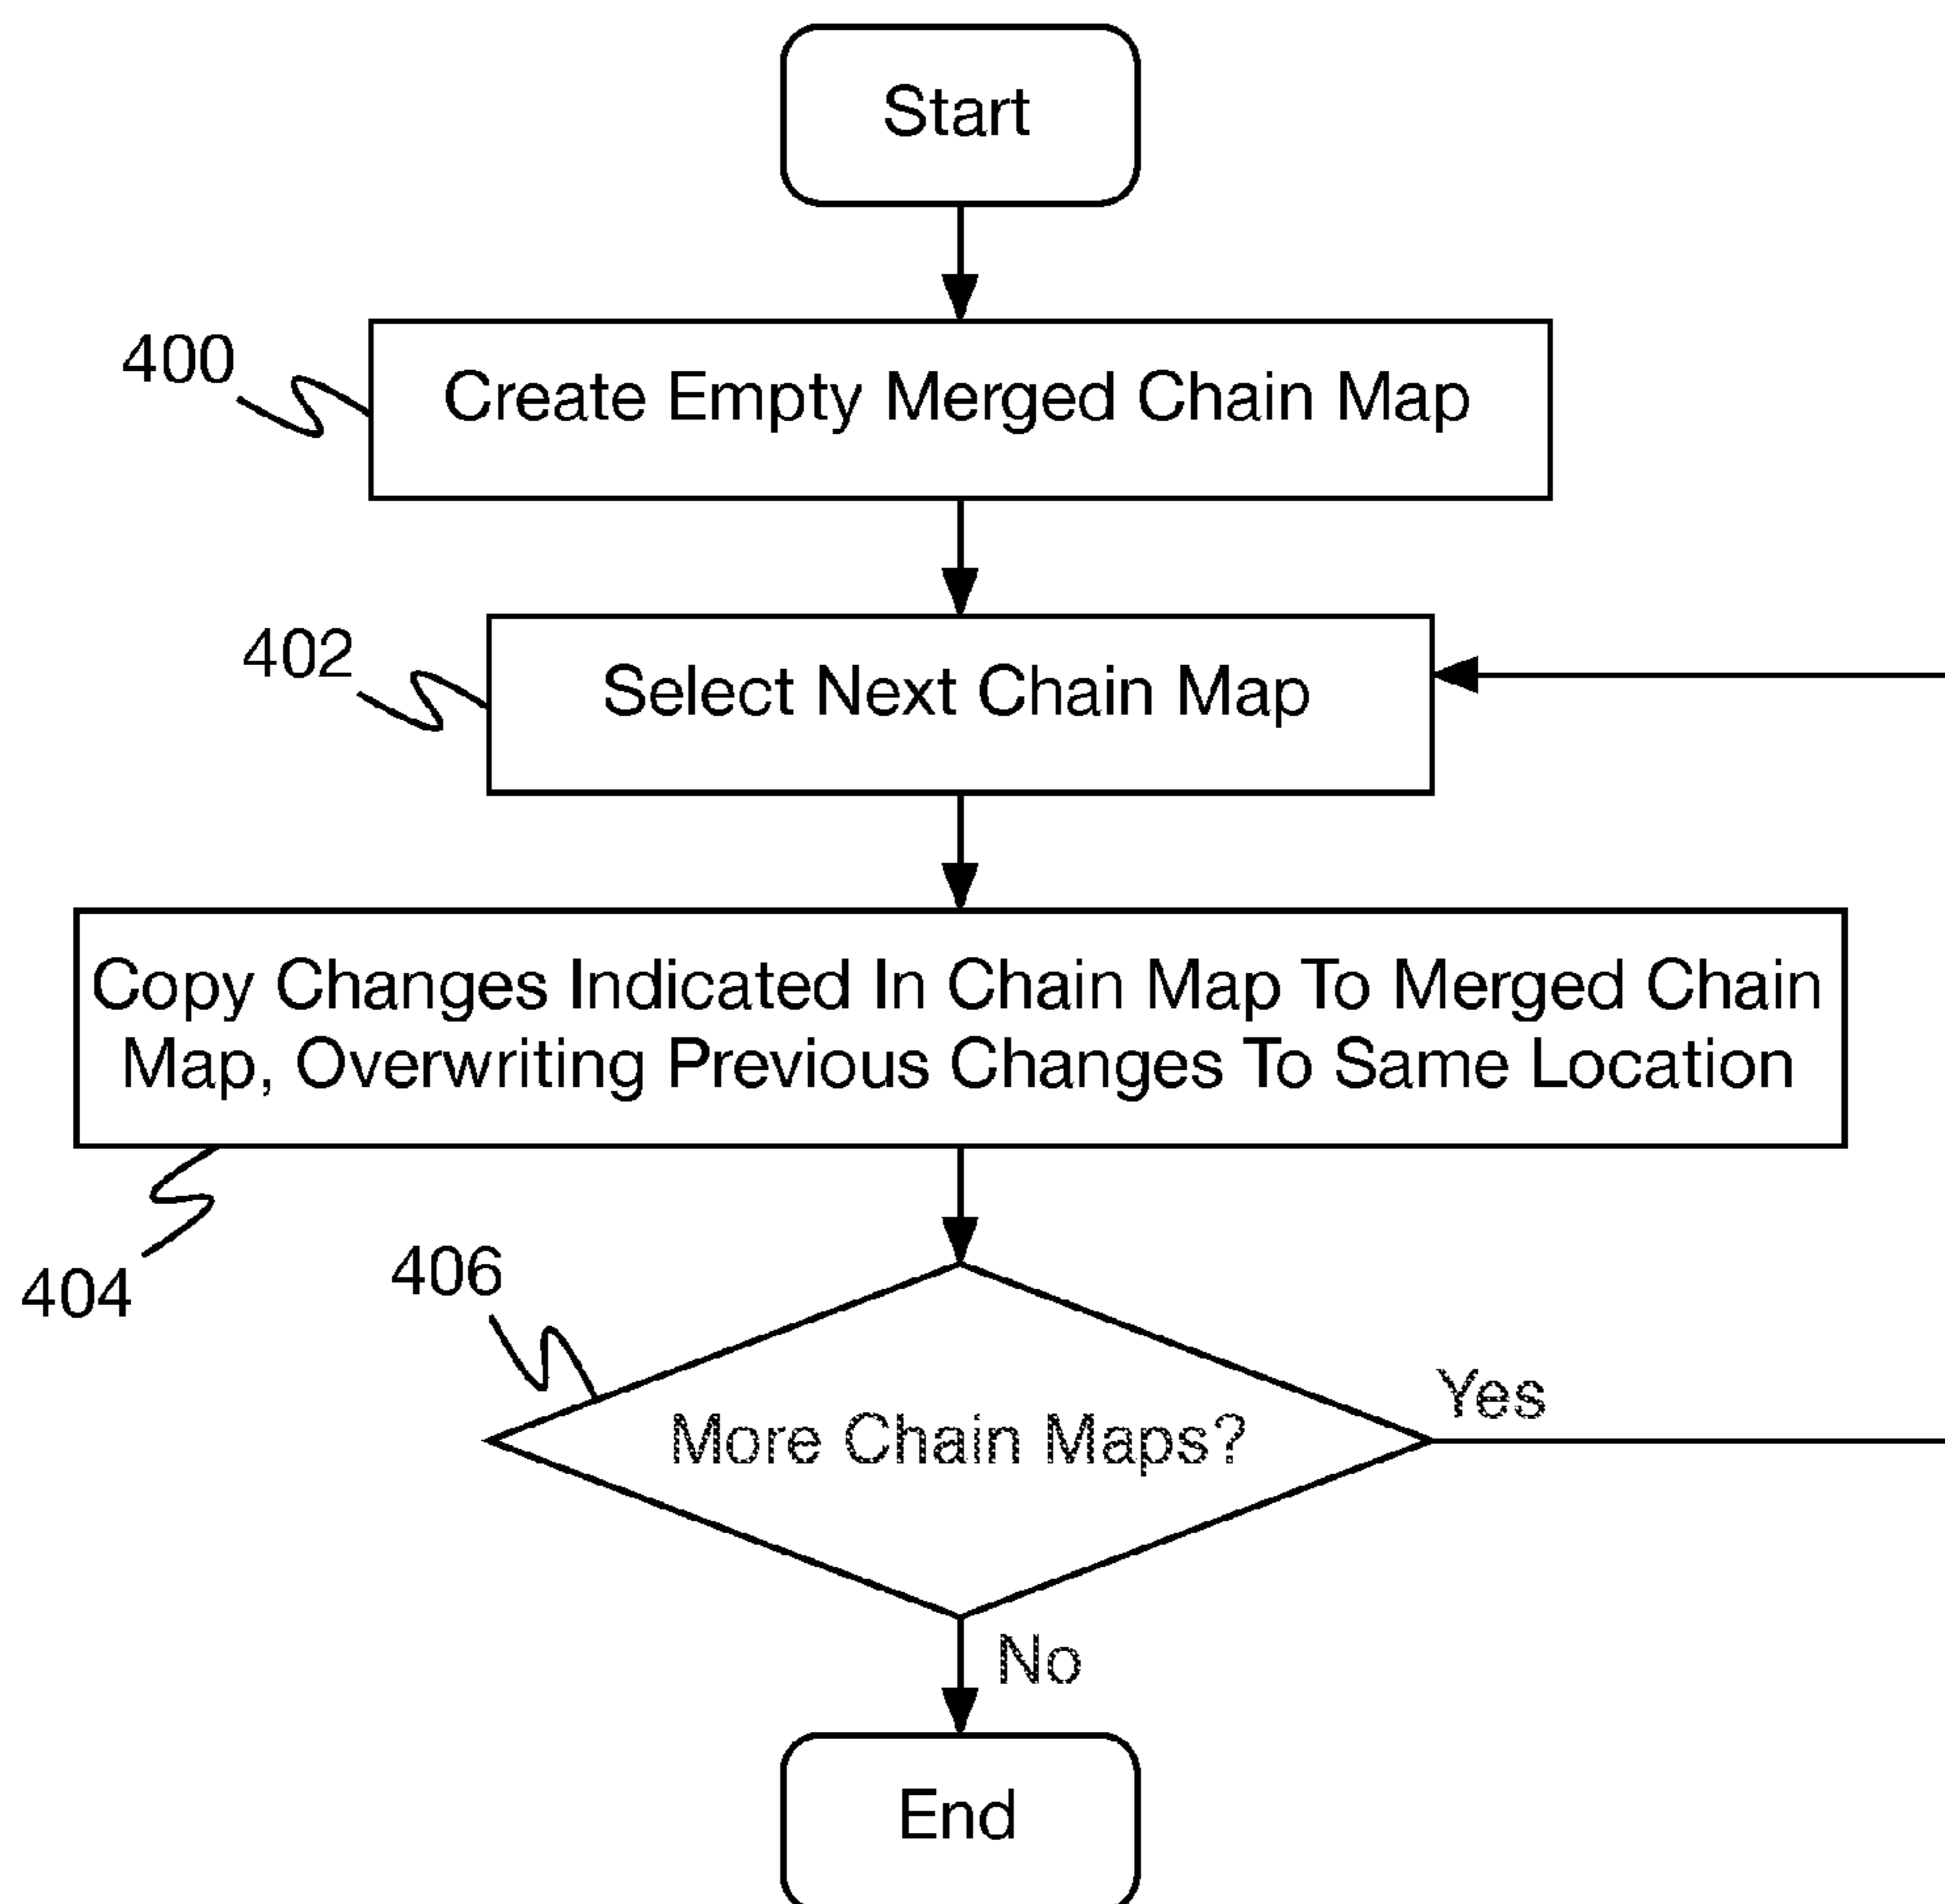 Start
400
Create Empty Merged Chain Map
402
Select Next Chain Map
Copy Changes Indicated In Chain Map To Merged Chain
Map, Overwriting Previous Changes To Same Location
404
406
More Chain Maps?
Yes
No
End